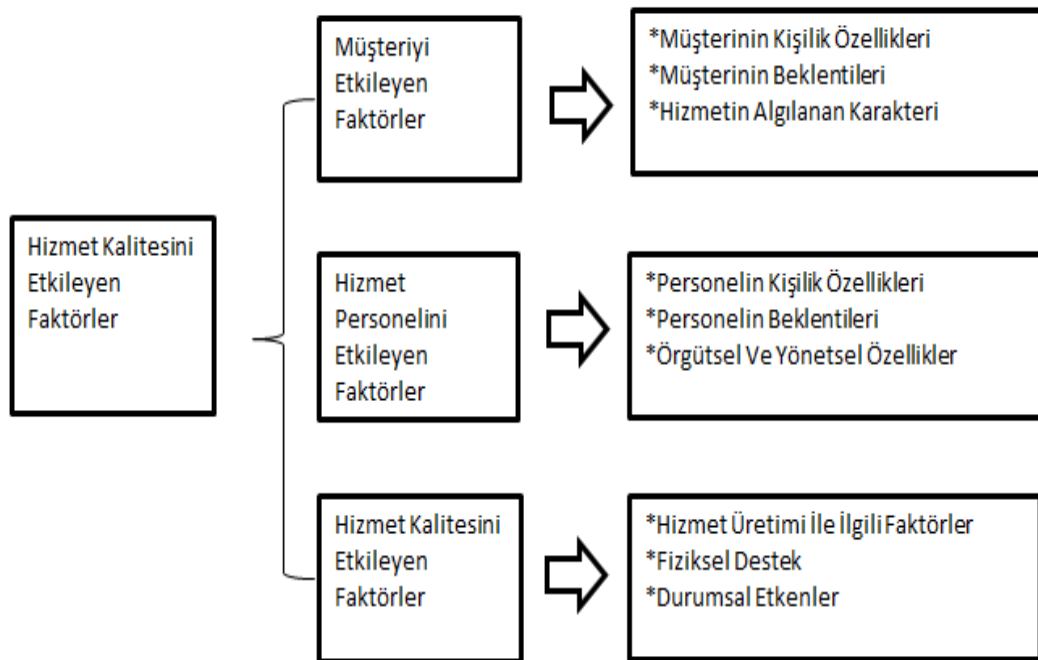 Hizmet Kalitesini
Etkileyen
Faktörler
Müşteriyi
Etkileyen
Faktörler
*Müşterinin Kişilik Özellikleri
*Müşterinin Beklentileri
*Hizmetin Algılanan Karakteri
Hizmet
Personelini
Etkileyen
Faktörler
*Personelin Kişilik Özellikleri
*Personelin Beklentileri
*Örgütsel Ve Yönetsel Özellikler
Hizmet Kalitesini
Etkileyen
Faktörler
*Hizmet Üretimi İle İlgili Faktörler
*Fiziksel Destek
*Durumsal Etkenler